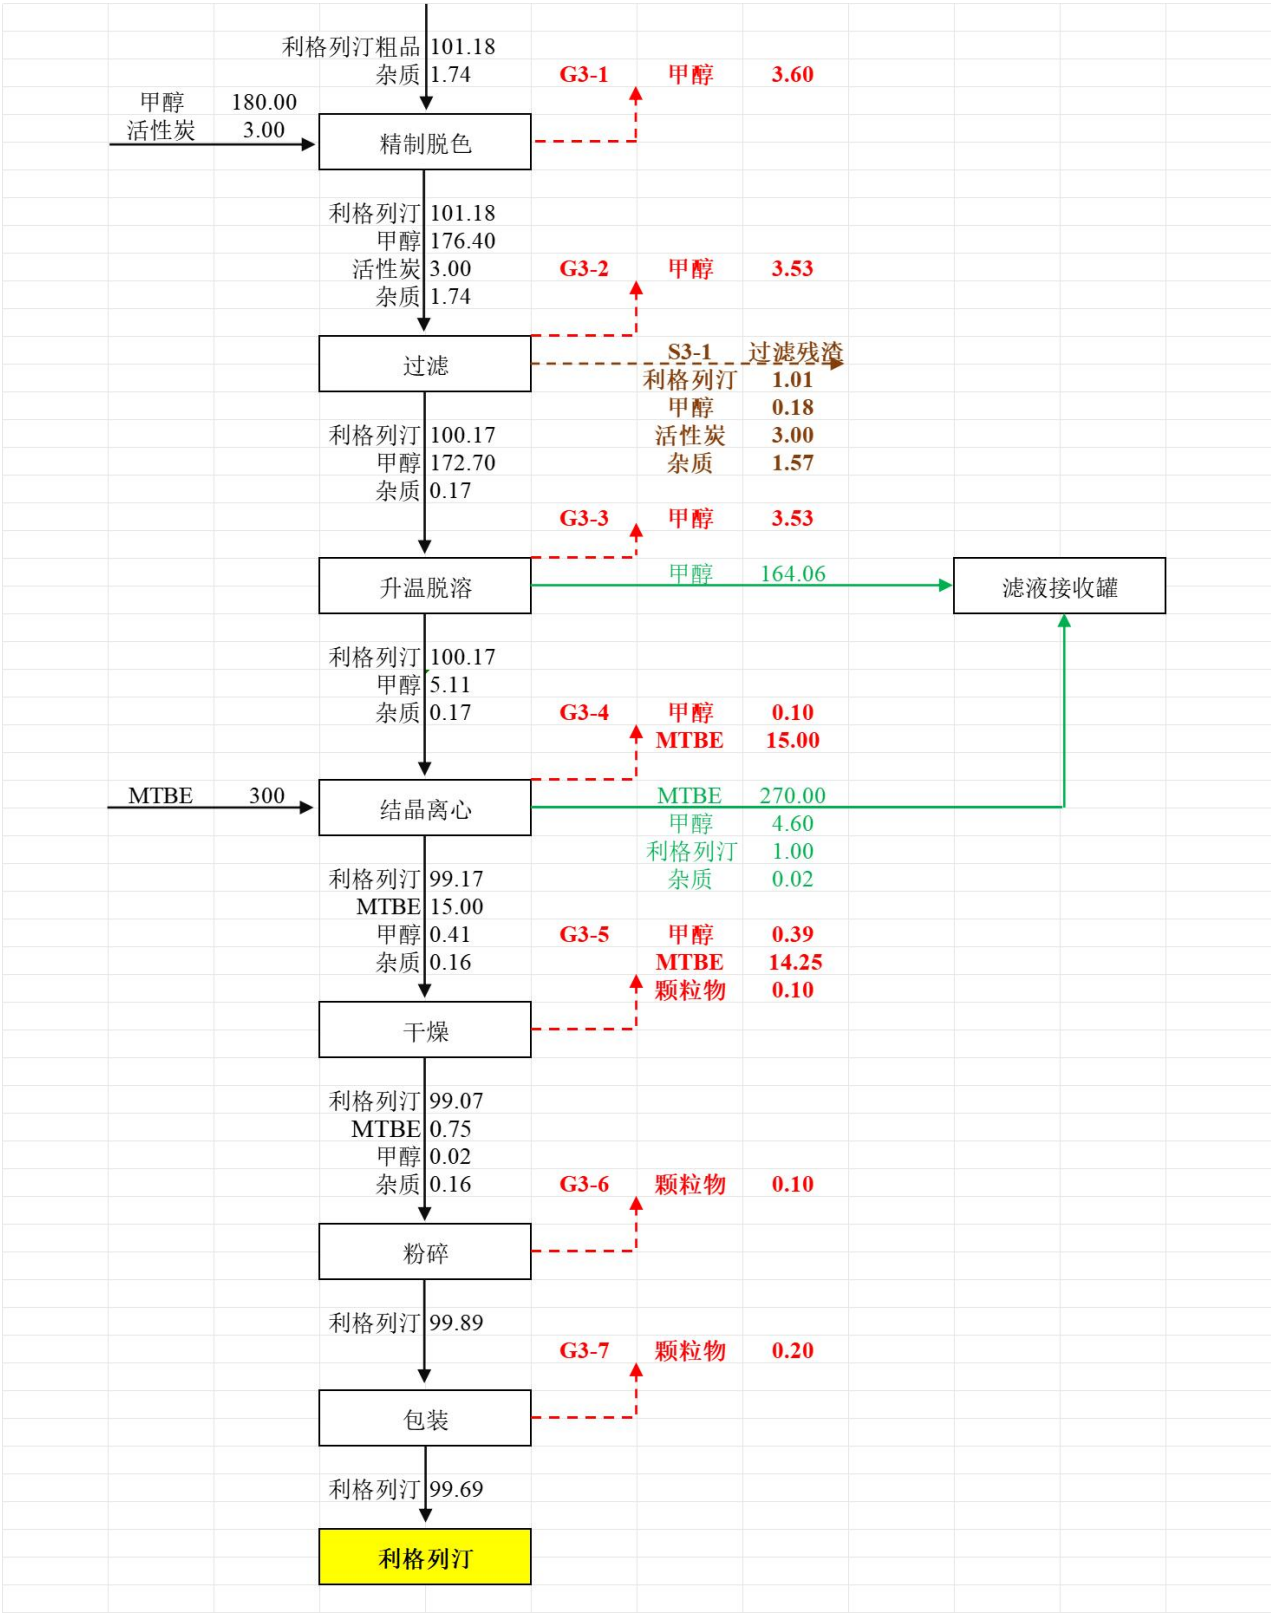 利格列汀粗品 101.18
杂质 1.74 G3-1 甲醇 3.60
甲醇 180.00
活性炭 3.00
精制脱色
利格列汀 101.18
甲醇 176.40
活性炭 3.00 G3-2 甲醇 3.53
杂质 1.74
S3-1 过滤残渣
过滤
利格列汀 1.01
甲醇 0.18
利格列汀 100.17 活性炭 3.00
甲醇 172.70 杂质 1.57
杂质 0.17
G3-3 甲醇 3.53
甲醇 164.06
升温脱溶 滤液接收罐
利格列汀 100.17
甲醇 5.11
杂质 0.17 G3-4 甲醇 0.10
MTBE 15.00
MTBE 300 MTBE 270.00
结晶离心
甲醇 4.60
利格列汀 1.00
利格列汀 99.17 杂质 0.02
MTBE 15.00
甲醇 0.41 G3-5 甲醇 0.39
杂质 0.16 MTBE 14.25
颗粒物 0.10
干燥
利格列汀 99.07
MTBE 0.75
甲醇 0.02
杂质 0.16 G3-6 颗粒物 0.10
粉碎
利格列汀 99.89
G3-7 颗粒物 0.20
包装
利格列汀 99.69
利格列汀